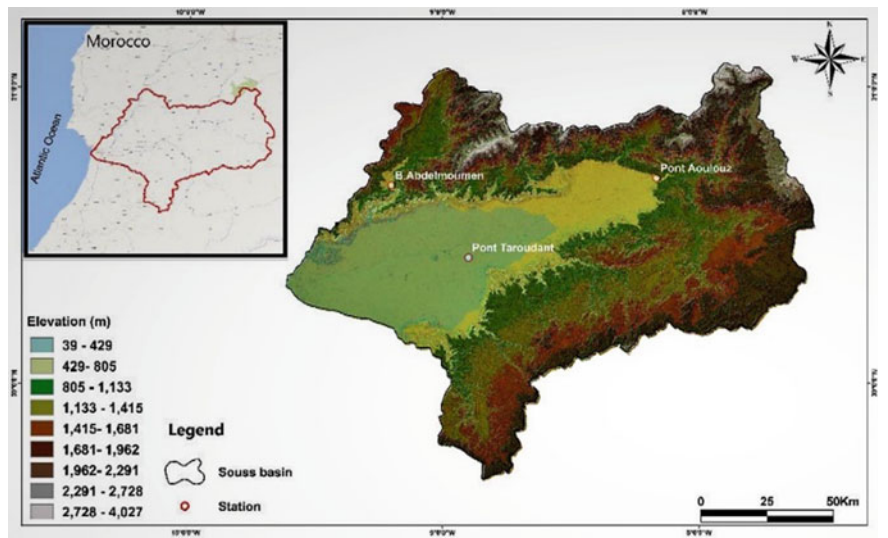 Morocco
Atlantic Ocean
N
W
E
S
B.Abdelmoumen
Pont Aoulouz
Pont Taroudant
Elevation (m)
39 - 429
429- 805
805 - 1,133
1,133 - 1,415
1,415- 1,681
1,681- 1,962
1,962- 2,291
2,291 - 2,728
2,728 - 4,027
Legend
Souss basin
Station
0 25 50Km